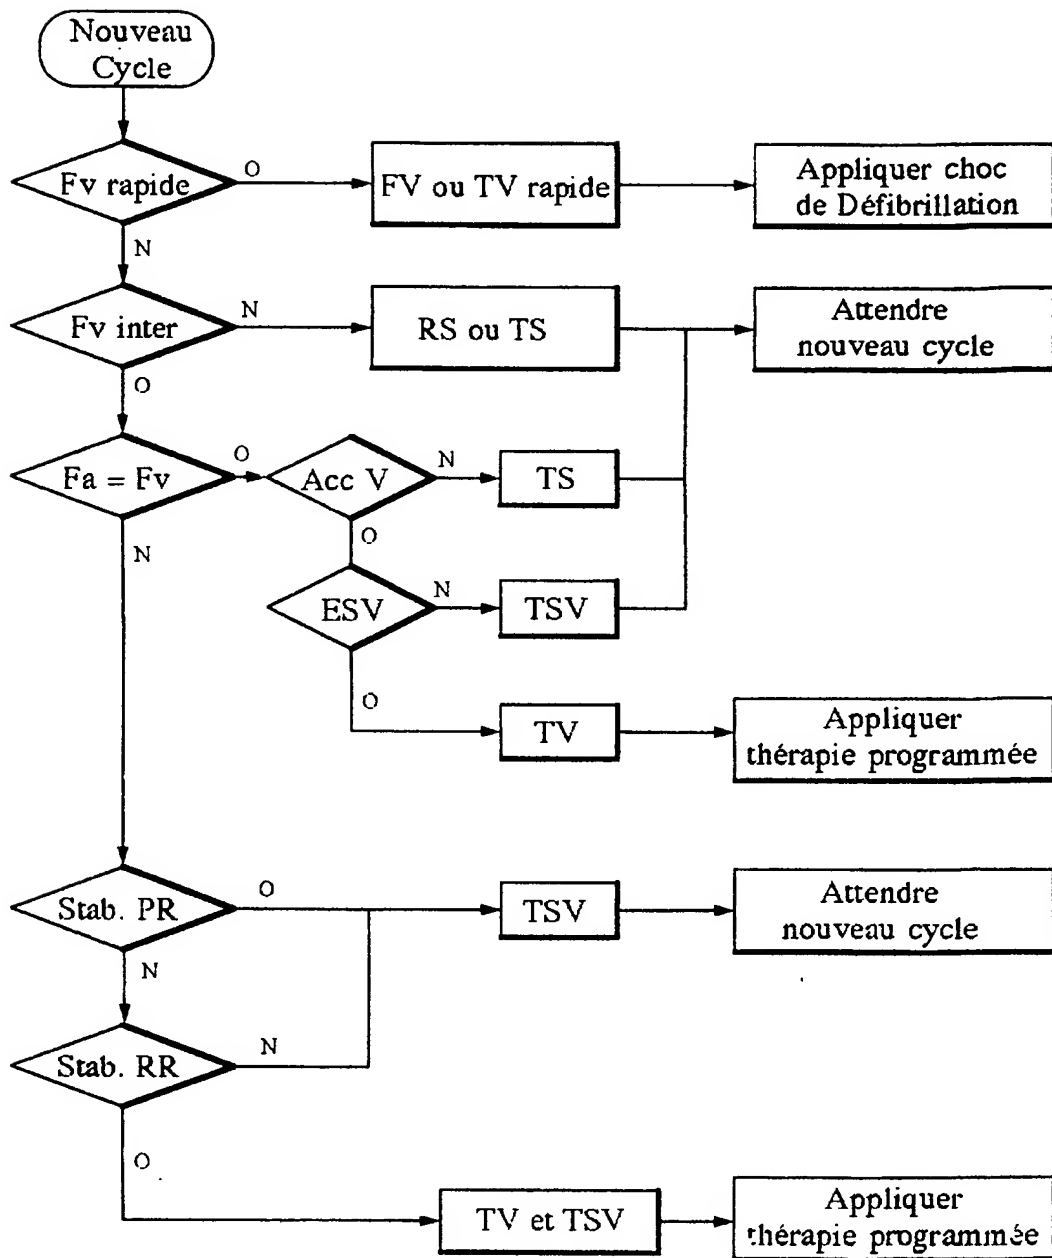 Nouveau
Cycle
Fv rapide
O
FV ou TV rapide
Appliquer choc
de Défibrillation
N
Fv inter
N
RS ou TS
Attendre
nouveau cycle
O
Fa = Fv
O
Acc V
N
TS
N
O
ESV
N
TSV
O
TV
Appliquer
thérapie programmée
Stab. PR
O
TSV
Attendre
nouveau cycle
N
Stab. RR
N
O
TV et TSV
Appliquer
thérapie programmée